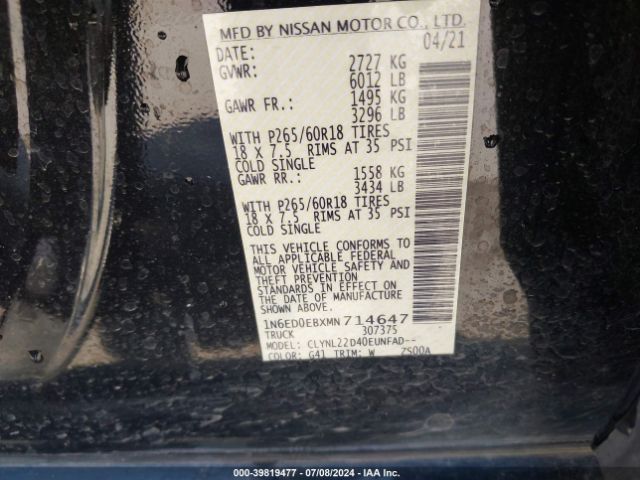 MFD BY NISSAN MOTOR CO., LTD.
DATE: 04/21
GVWR: 2727 KG
6012 LB
GAWR FR.: 1495 KG
3296 LB
WITH P265/60R18 TIRES
18 X 7.5 RIMS AT 35 PSI
COLD SINGLE
GAWR RR.: 1558 KG
3434 LB
WITH P265/60R18 TIRES
18 X 7.5 RIMS AT 35 PSI
COLD SINGLE
THIS VEHICLE CONFORMS TO
ALL APPLICABLE FEDERAL
MOTOR VEHICLE SAFETY AND
THEFT PREVENTION
STANDARDS IN EFFECT ON
THE DATE OF MANUFACTURE
SHOWN ABOVE.
1N6ED0EBXMN714647
TRUCK 307375
MODEL: CLYNL22D40EUNFAD--
COLOR: G41 TRIM: W ZS00A
000-39819477 - 07/08/2024 - IAA Inc.